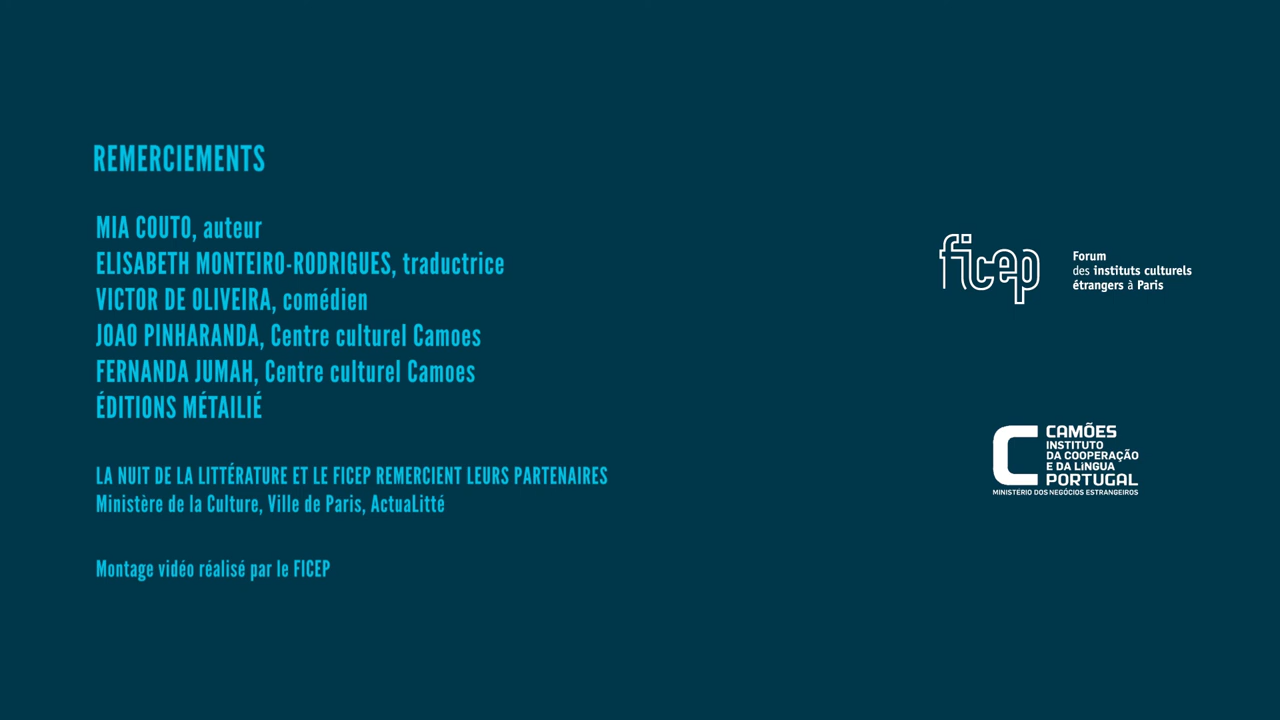 REMERCIEMENTS
MIA COUTO, auteur
ELISABETH MONTEIRO-RODRIGUES, traductrice
VICTOR DE OLIVEIRA, comédien
JOAO PINHARANDA, Centre culturel Camoes
FERNANDA JUMAH, Centre culturel Camoes
ÉDITIONS MÉTAILIÉ
LA NUIT DE LA LITTÉRATURE ET LE FICEP REMERCIENT LEURS PARTENAIRES
Ministère de la Culture, Ville de Paris, ActuaLitté
Montage vidéo réalisé par le FICEP
ficep
Forum
des instituts culturels
étrangers à Paris
CAMÕES
INSTITUTO
DA COOPERAÇÃO
E DA LÍNGUA
PORTUGAL
MINISTÉRIO DOS NEGÓCIOS ESTRANGEIROS